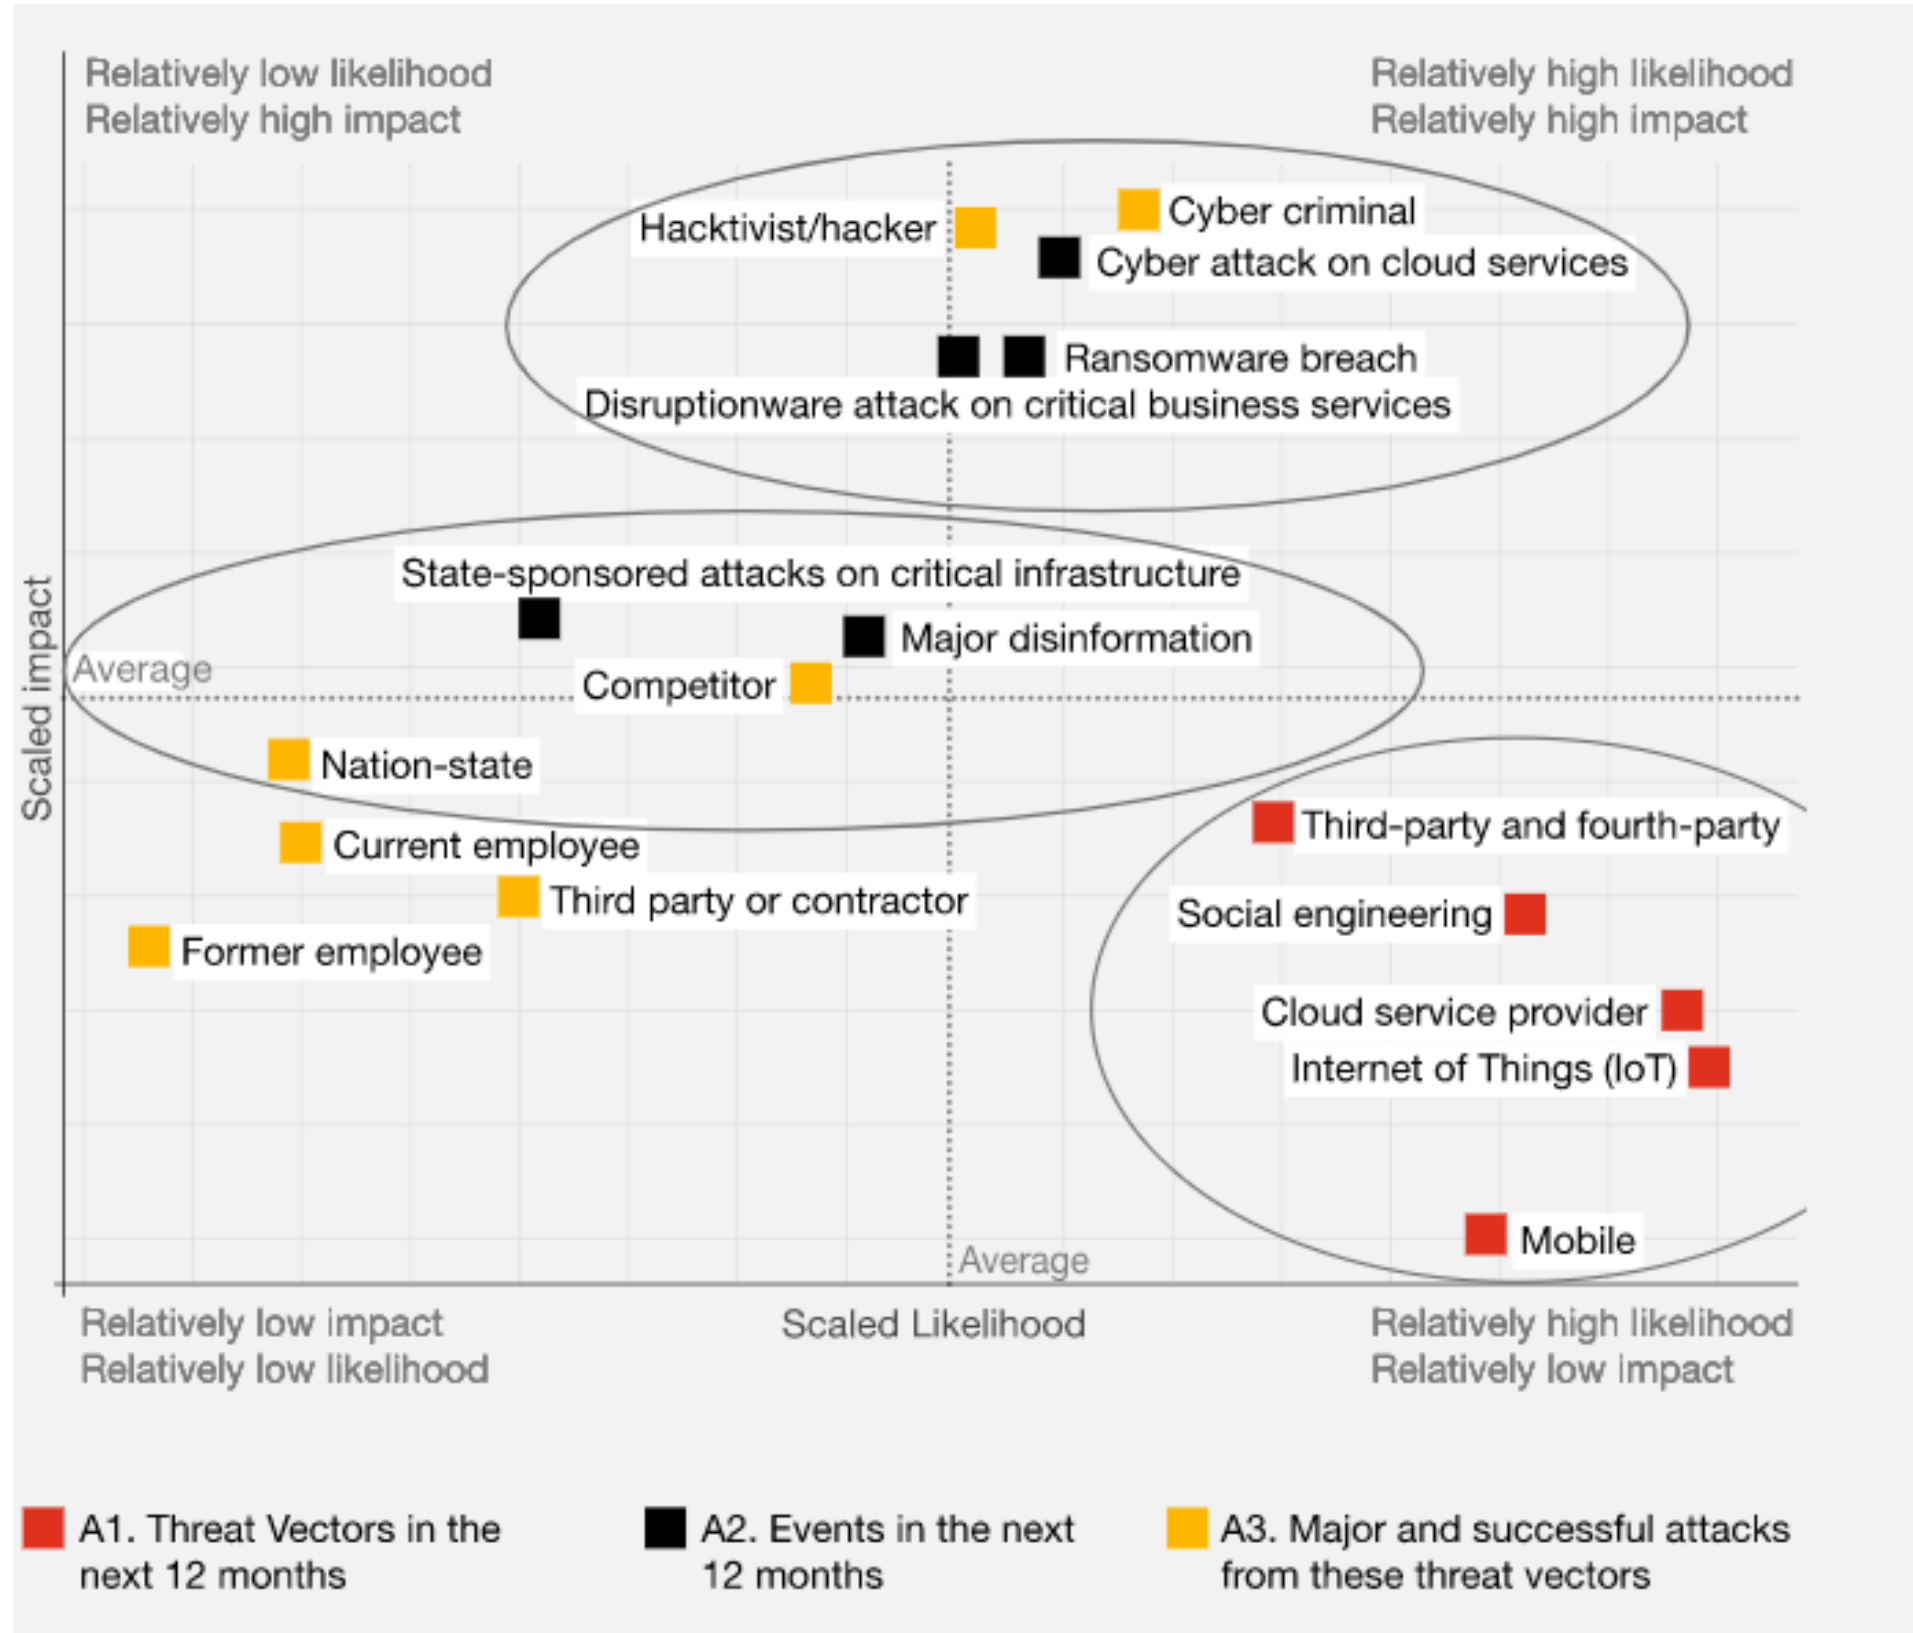 Relatively low likelihood
Relatively high impact
Relatively high likelihood
Relatively high impact
Hacktivist/hacker
Cyber criminal
Cyber attack on cloud services
Ransomware breach
Disruptionware attack on critical business services
State-sponsored attacks on critical infrastructure
Major disinformation
Average
Competitor
Scaled impact
Nation-state
Current employee
Third party or contractor
Former employee
Third-party and fourth-party
Social engineering
Cloud service provider
Internet of Things (IoT)
Mobile
Average
Relatively low impact
Relatively low likelihood
Scaled Likelihood
Relatively high likelihood
Relatively low impact
A1. Threat Vectors in the
next 12 months
A2. Events in the next
12 months
A3. Major and successful attacks
from these threat vectors